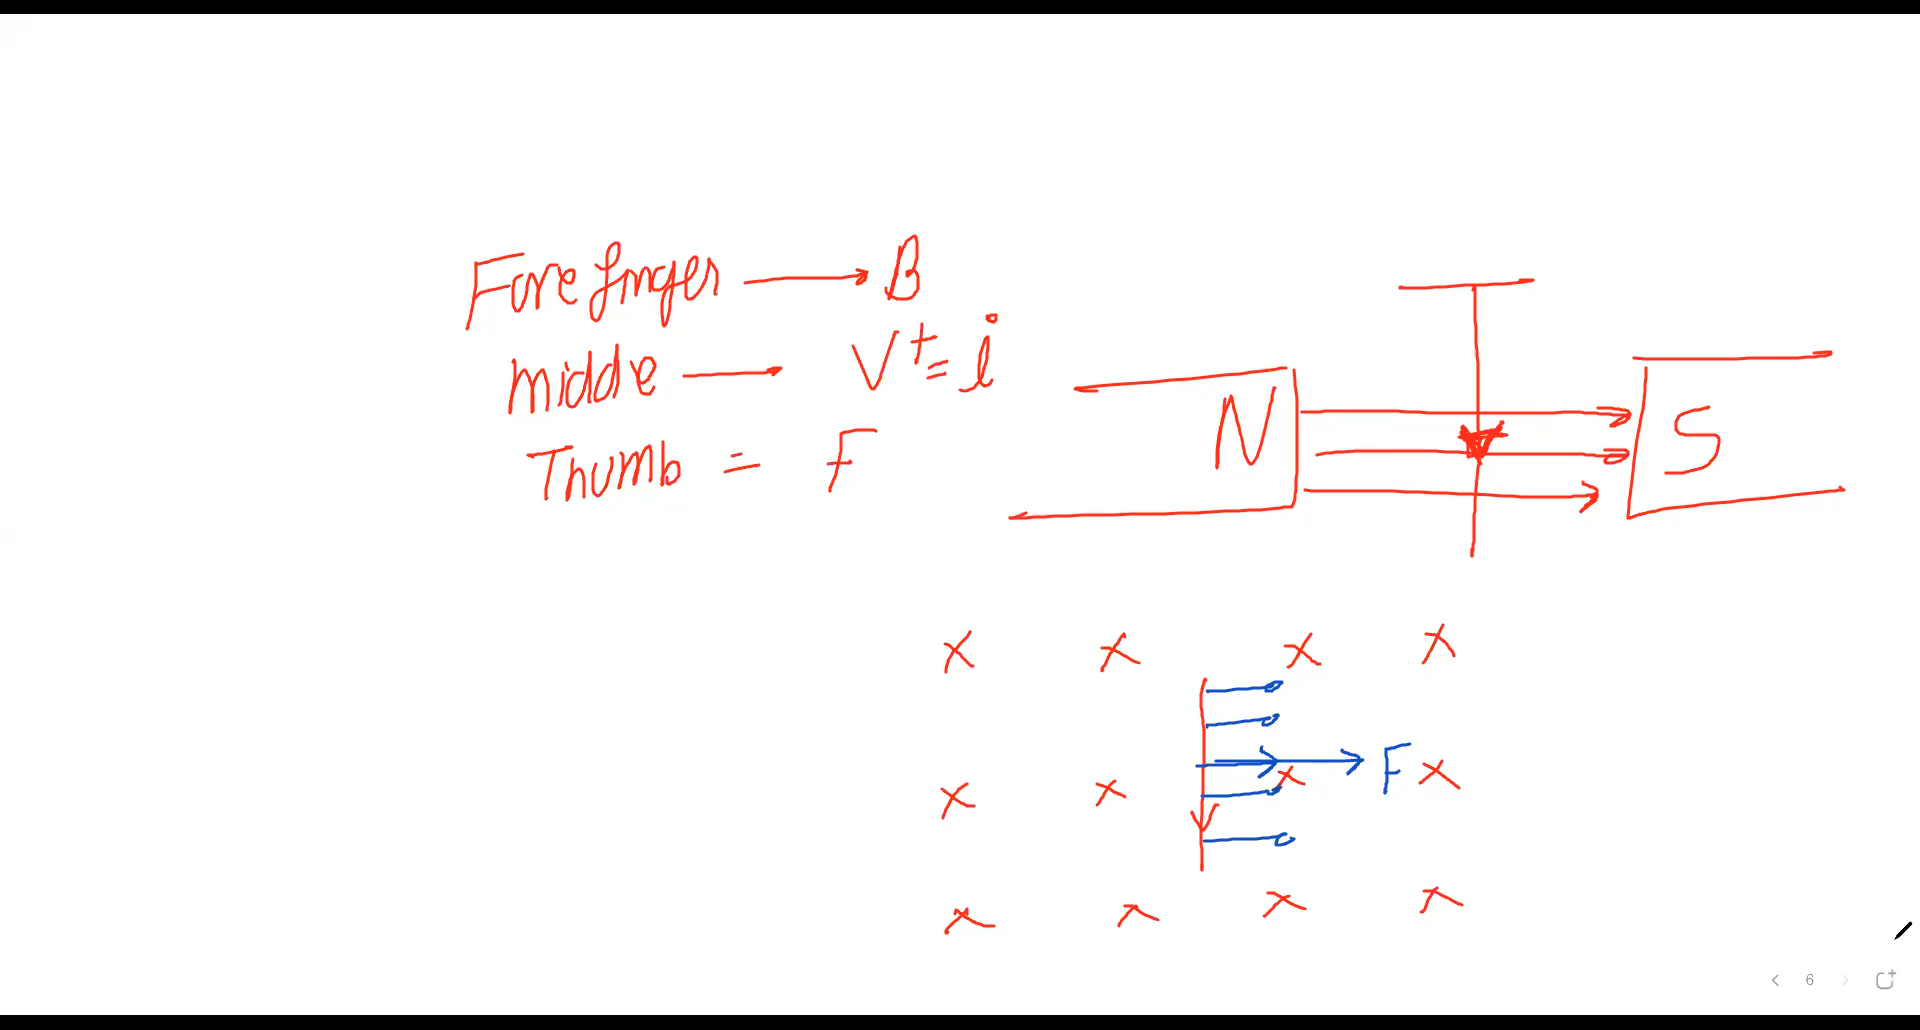 Fore finger → B
middle → V⁺ = i
Thumb = F
N S
x x x x
F
x x x x
x x x x
6